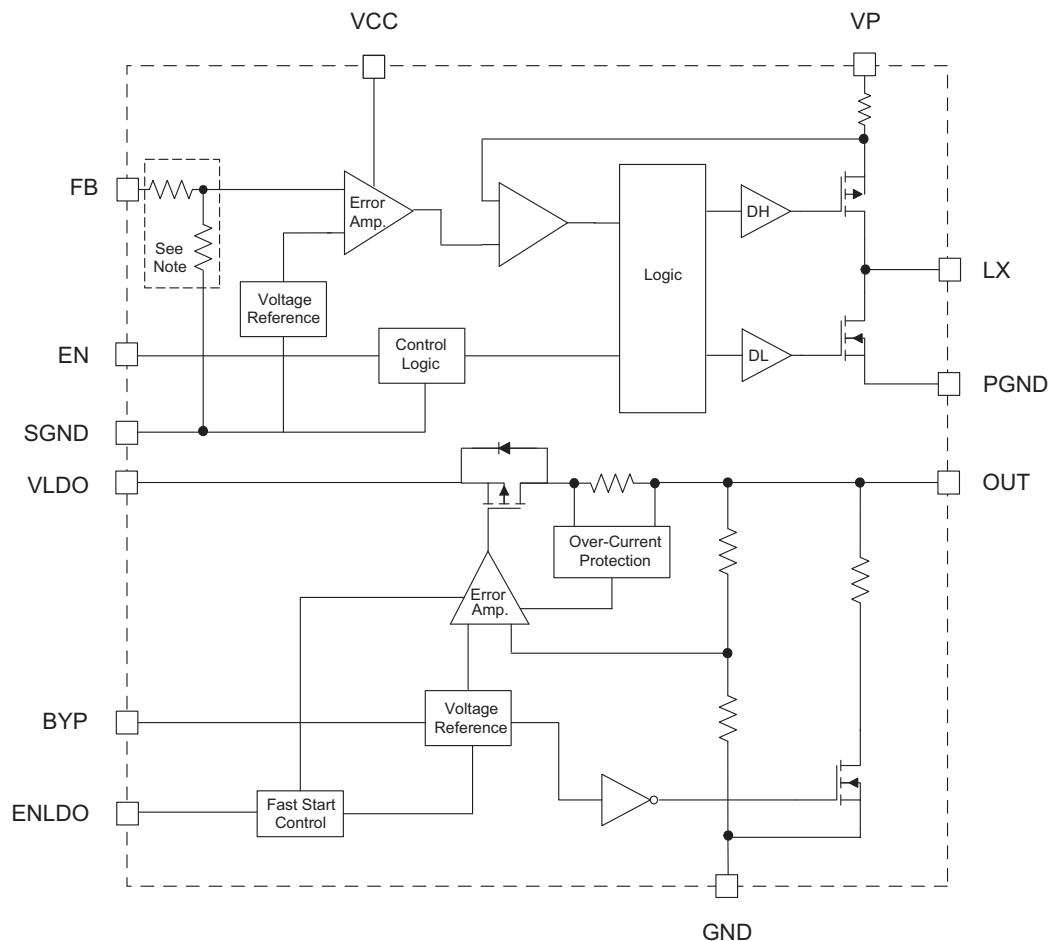 VCC
VP
FB
Error
Amp.
DH
See
Note
Logic
LX
Voltage
Reference
EN
Control
Logic
DL
PGND
SGND
VLDO
OUT
Over-Current
Protection
Error
Amp.
BYP
Voltage
Reference
ENLDO
Fast Start
Control
GND